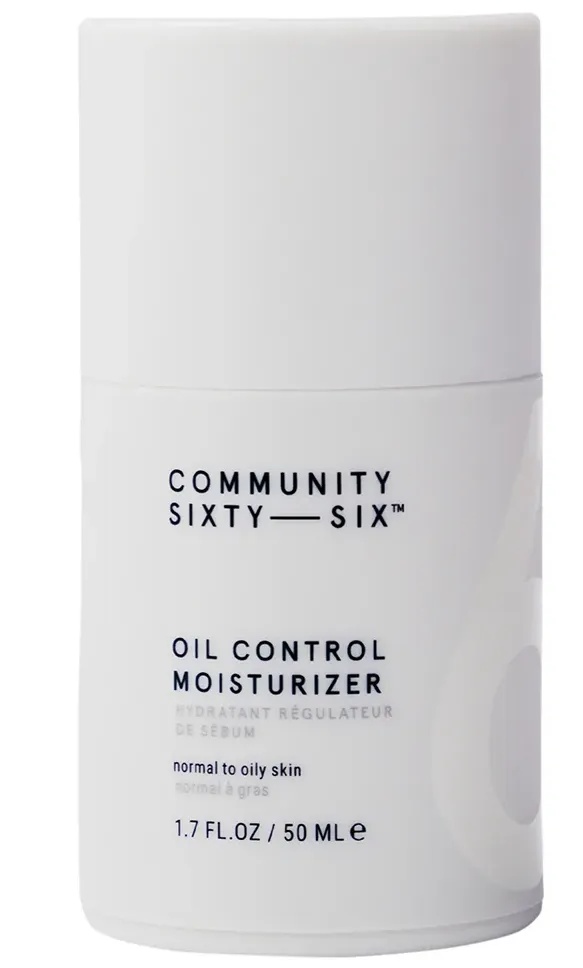 COMMUNITY
SIXTY—SIX™
OIL CONTROL
MOISTURIZER
HYDRATANT RÉGULATEUR
DE SÉBUM
normal to oily skin
normal à gras
1.7 FL.OZ / 50 ML ℮